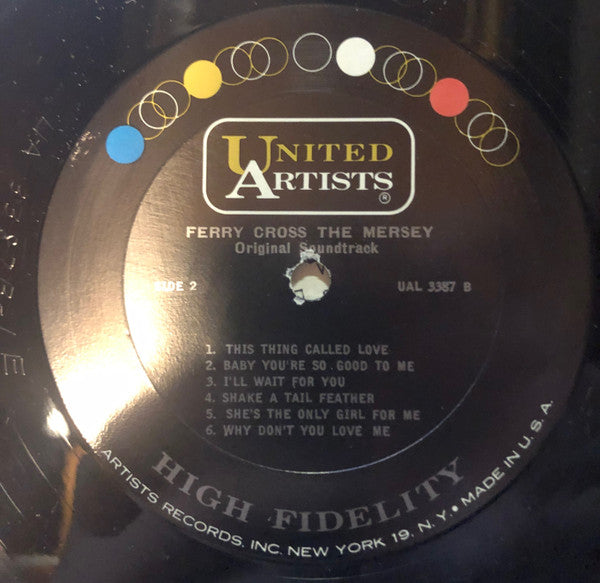 UNITED
ARTISTS®
FERRY CROSS THE MERSEY
Original Soundtrack
SIDE 2
UAL 3387 B
1. THIS THING CALLED LOVE
2. BABY YOU'RE SO GOOD TO ME
3. I'LL WAIT FOR YOU
4. SHAKE A TAIL FEATHER
5. SHE'S THE ONLY GIRL FOR ME
6. WHY DON'T YOU LOVE ME
HIGH FIDELITY
ARTISTS RECORDS, INC. NEW YORK 19, N.Y. • MADE IN U.S.A.